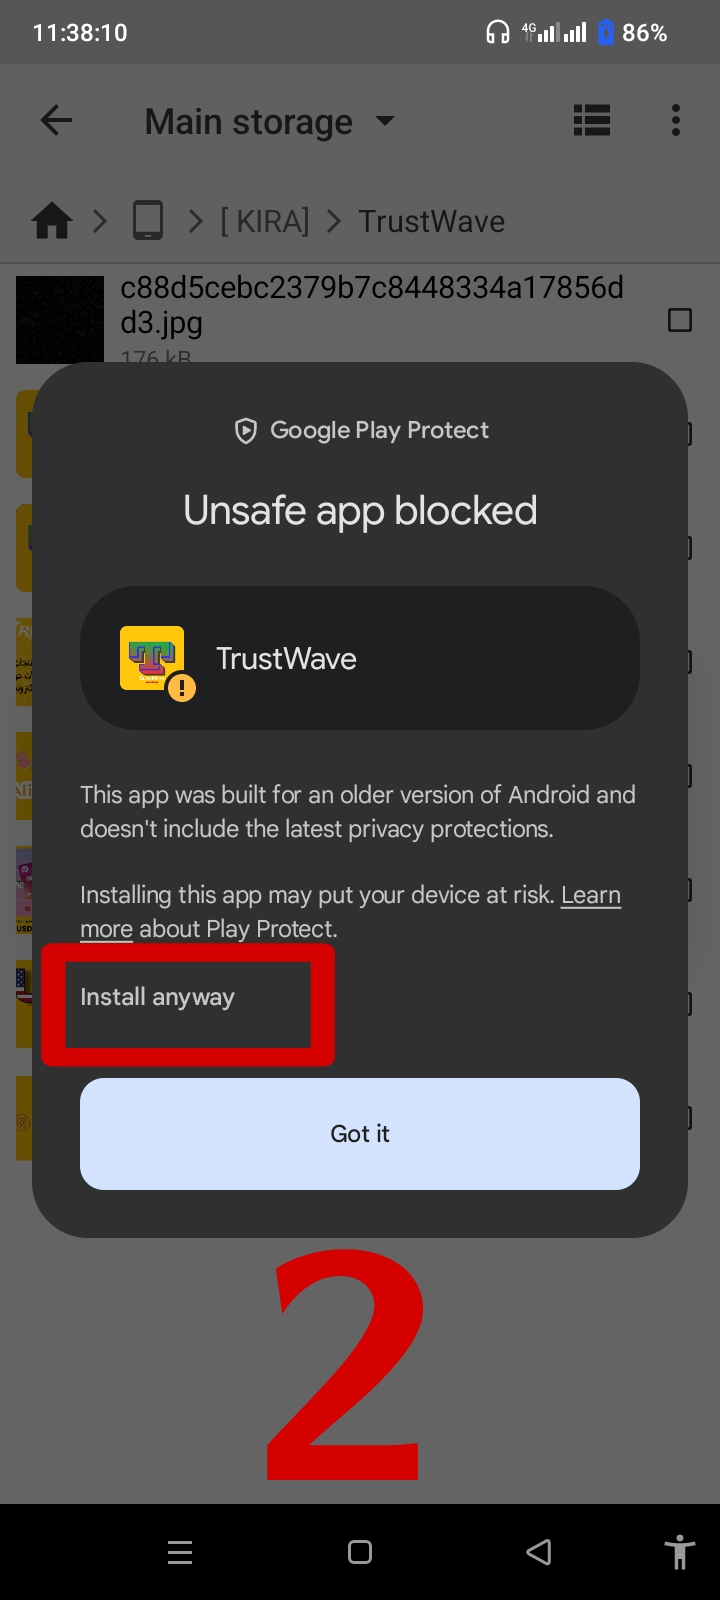 11:38:10
4G
86%
Main storage
[ KIRA]
TrustWave
c88d5cebc2379b7c8448334a17856d
d3.jpg
176 kB
Google Play Protect
Unsafe app blocked
TrustWave
This app was built for an older version of Android and
doesn't include the latest privacy protections.
Installing this app may put your device at risk. Learn
more about Play Protect.
Install anyway
Got it
2